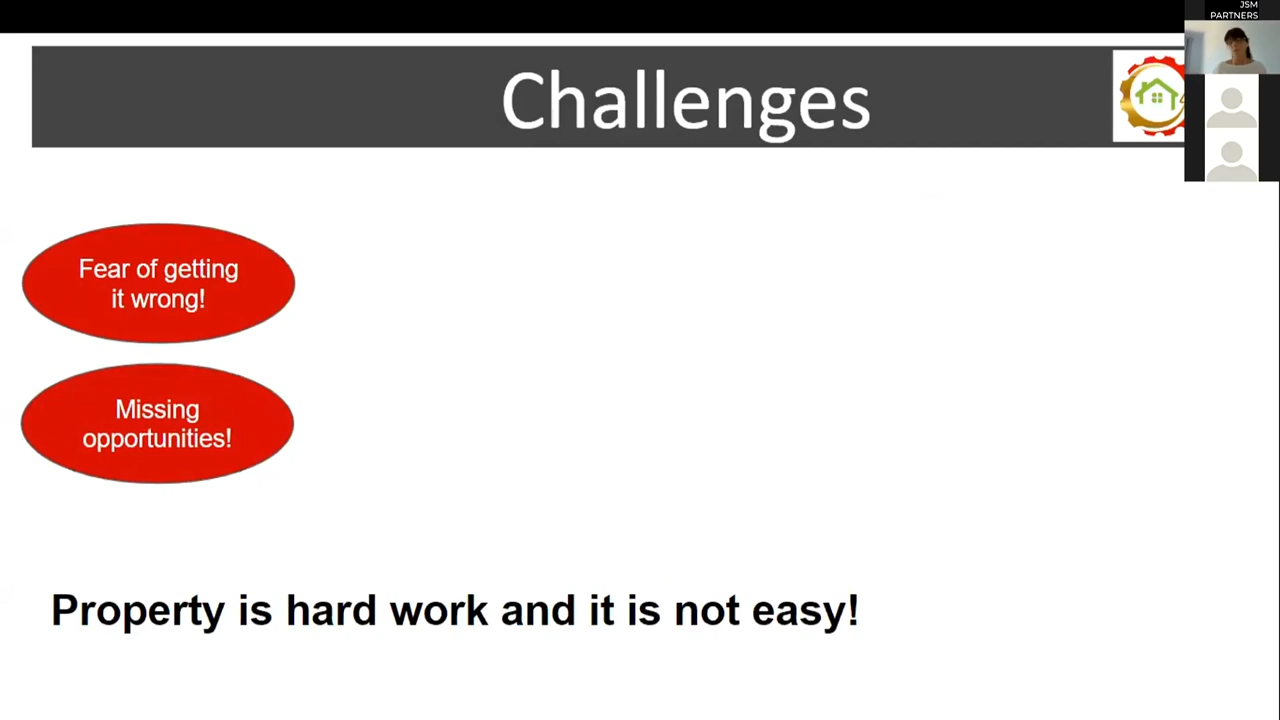 JSM
PARTNERS
Challenges
Fear of getting
it wrong!
Missing
opportunities!
Property is hard work and it is not easy!